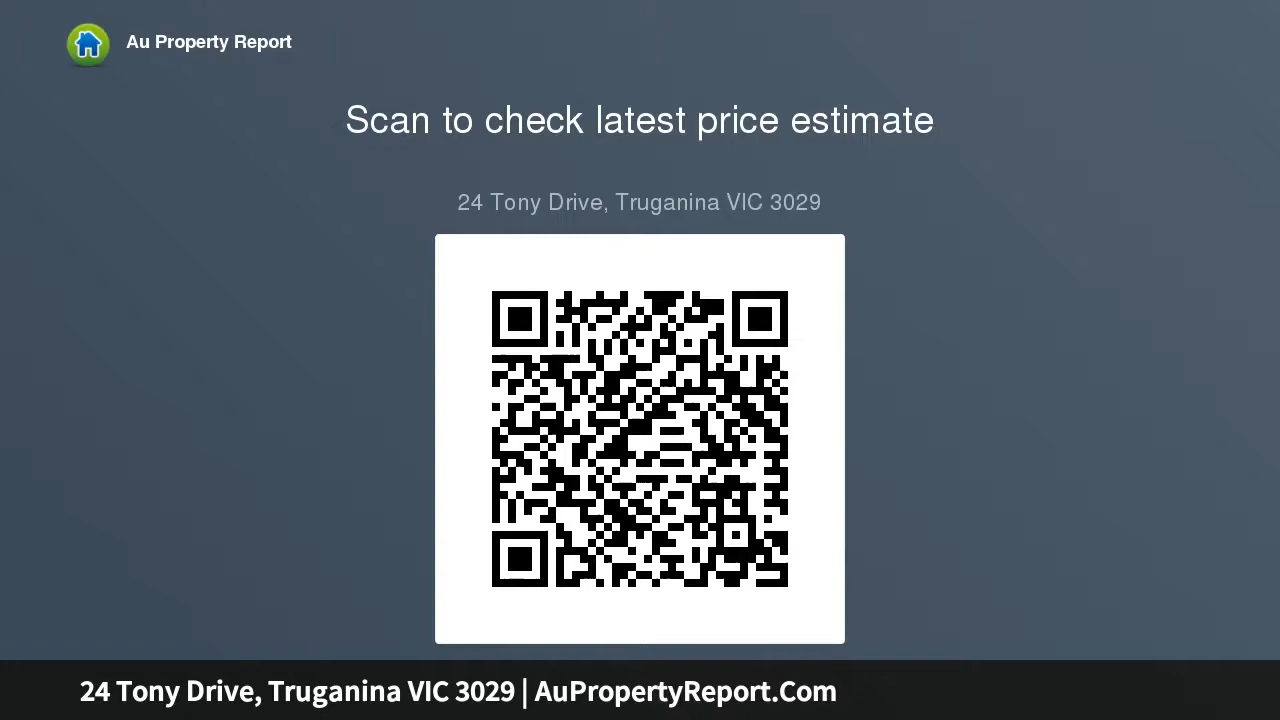 Au Property Report
Scan to check latest price estimate
24 Tony Drive, Truganina VIC 3029
24 Tony Drive, Truganina VIC 3029 | AuPropertyReport.Com